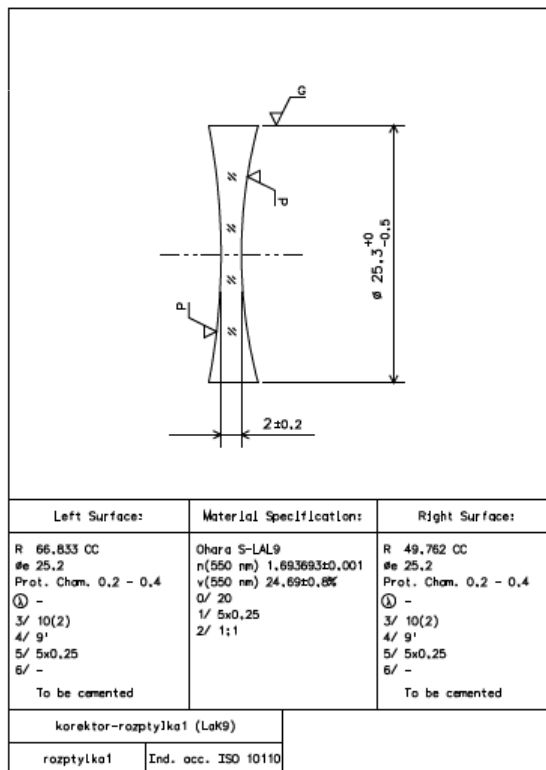 G
P
P
ø 25.3 +0 -0.5
2±0.2
Left Surface:
R 66.833 CC
øe 25.2
Prot. Cham. 0.2 - 0.4
λ -
3/ 10(2)
4/ 9'
5/ 5x0.25
6/ -
To be cemented
Material Specification:
Ohara S-LAL9
n(550 nm) 1.693693±0.001
v(550 nm) 24.69±0.8%
0/ 20
1/ 5x0.25
2/ 1;1
Right Surface:
R 49.762 CC
øe 25.2
Prot. Cham. 0.2 - 0.4
λ -
3/ 10(2)
4/ 9'
5/ 5x0.25
6/ -
To be cemented
korektor-rozptylka1 (LaK9)
rozptylka1
Ind. acc. ISO 10110